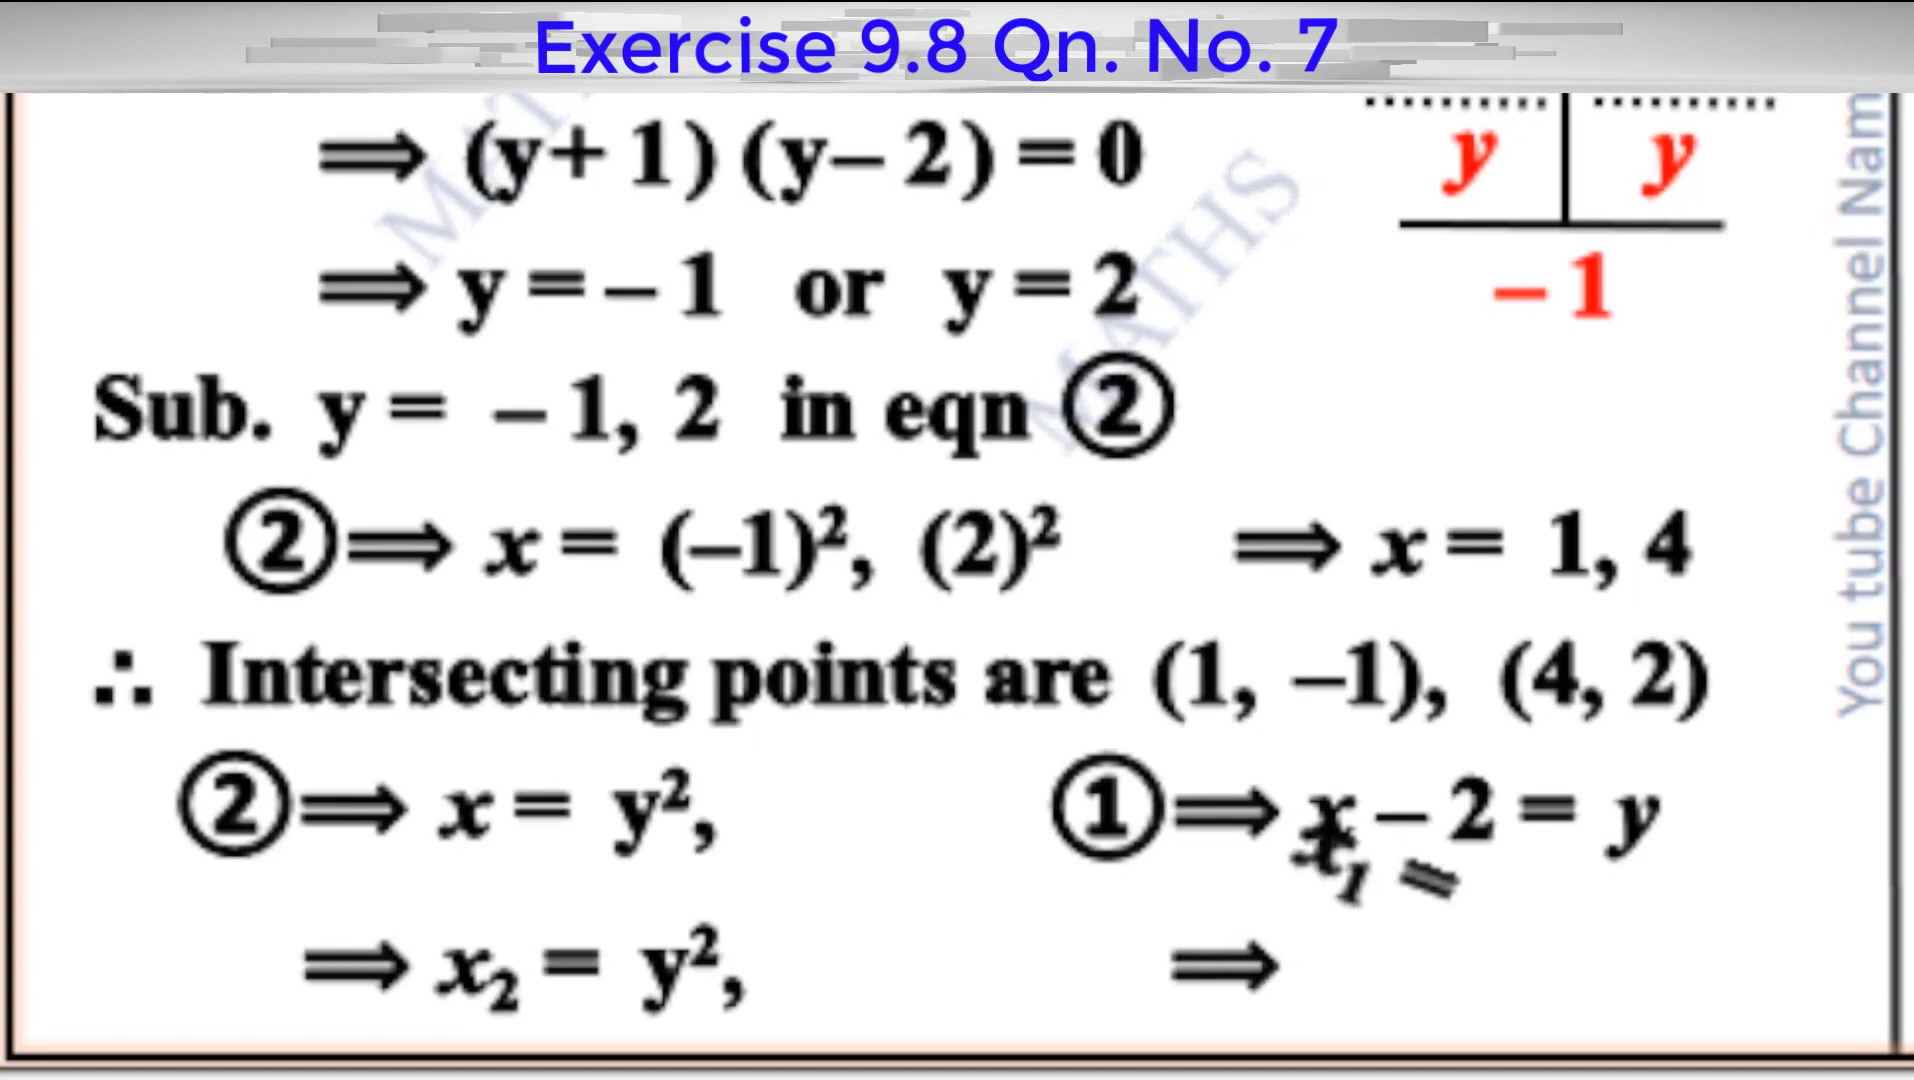 Exercise 9.8 Qn. No. 7
⟹ (y+ 1) (y– 2) = 0
y y
⟹ y = – 1 or y = 2
– 1
Sub. y = – 1, 2 in eqn ②
② ⟹ x = (–1)², (2)² ⟹ x = 1, 4
∴ Intersecting points are (1, –1), (4, 2)
② ⟹ x = y², ① ⟹ x – 2 = y
x₁ =
⟹ x₂ = y², ⟹
MATHS
You tube Channel Nam